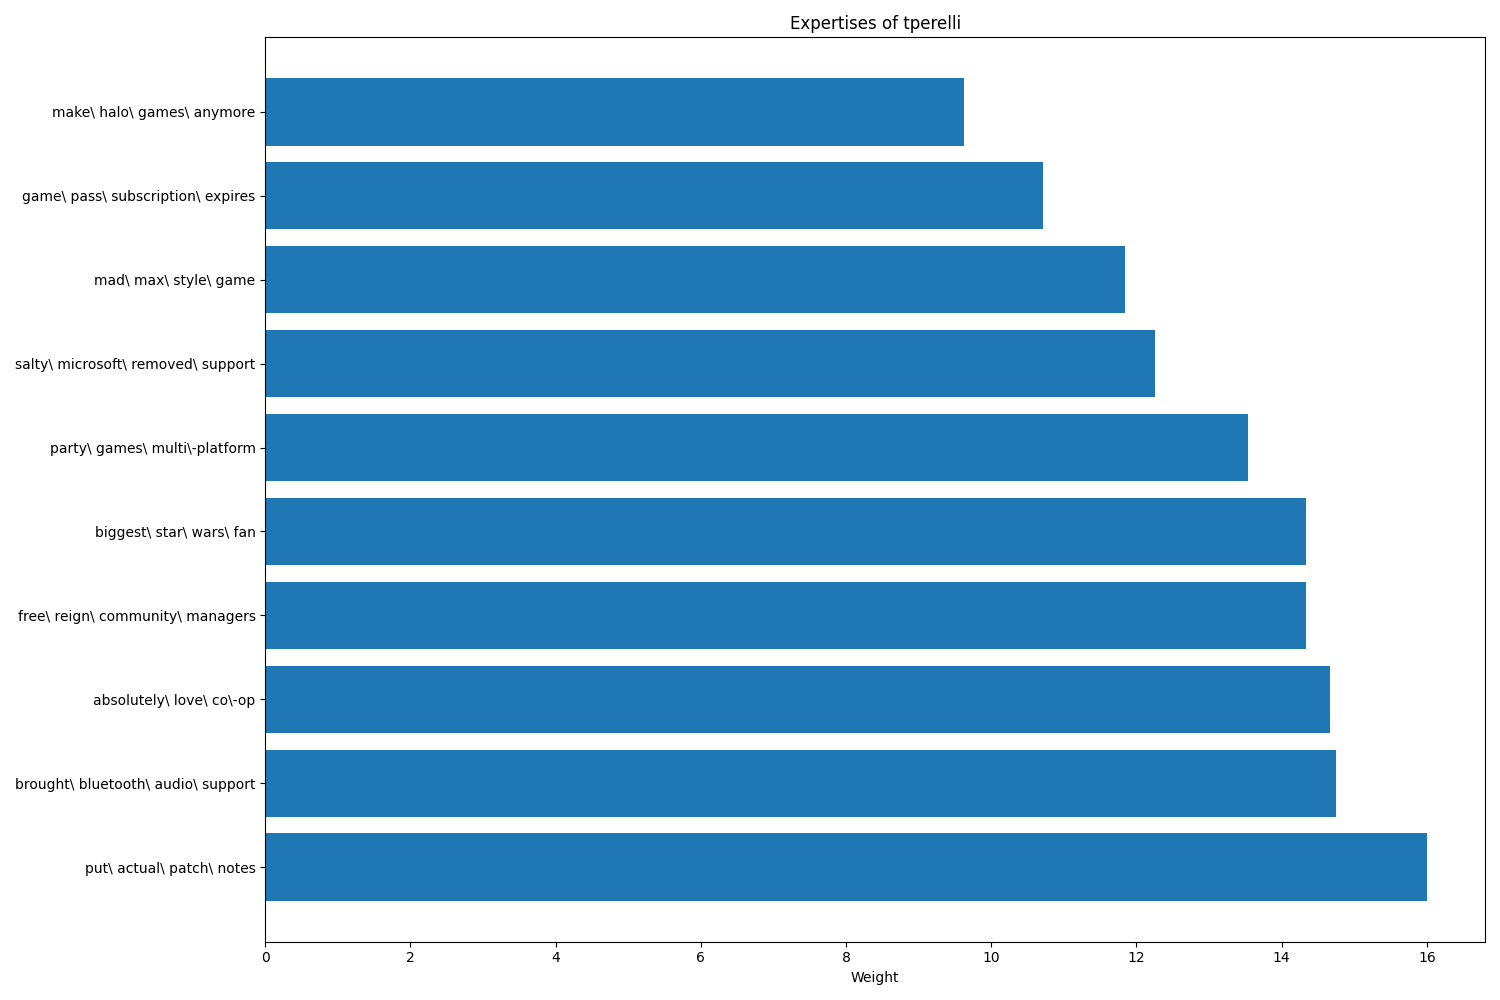 Expertises of tperelli
make\ halo\ games\ anymore
game\ pass\ subscription\ expires
mad\ max\ style\ game
salty\ microsoft\ removed\ support
party\ games\ multi\-platform
biggest\ star\ wars\ fan
free\ reign\ community\ managers
absolutely\ love\ co\-op
brought\ bluetooth\ audio\ support
put\ actual\ patch\ notes
0 2 4 6 8 10 12 14 16
Weight